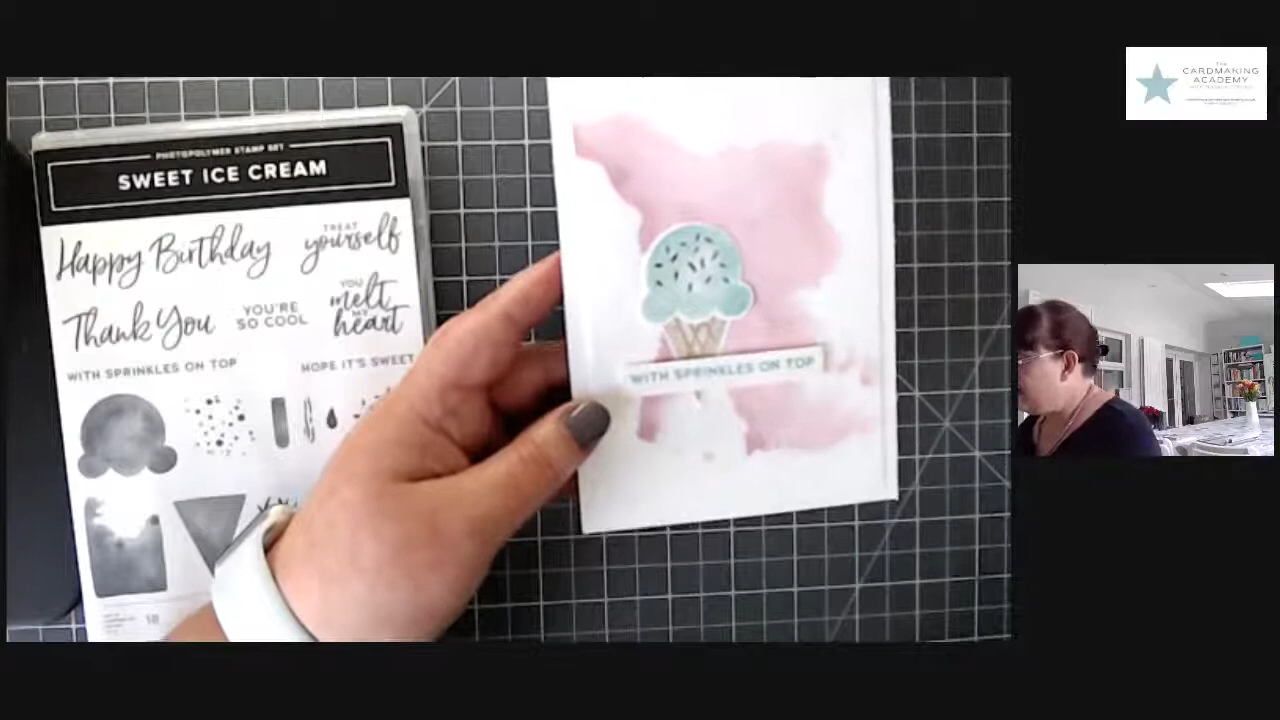 PHOTOPOLYMER STAMP SET
SWEET ICE CREAM
Happy Birthday
TREAT
yourself
Thank You
YOU'RE
SO COOL
YOU
melt
MY
heart
WITH SPRINKLES ON TOP
HOPE IT'S SWEET
18
WITH SPRINKLES ON TOP
THE
CARDMAKING
ACADEMY